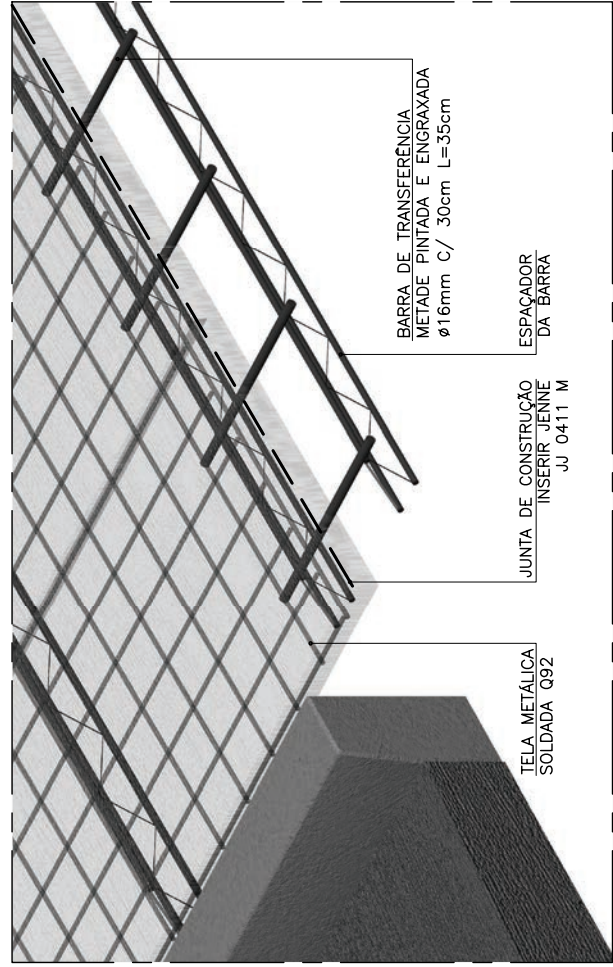 BARRA DE TRANSFERÊNCIA
METADE PINTADA E ENGRAXADA
ø16mm C/ 30cm L=35cm
ESPAÇADOR
DA BARRA
JUNTA DE CONSTRUÇÃO
INSERIR JEENE
JJ 0411 M
TELA METÁLICA
SOLDADA Q92